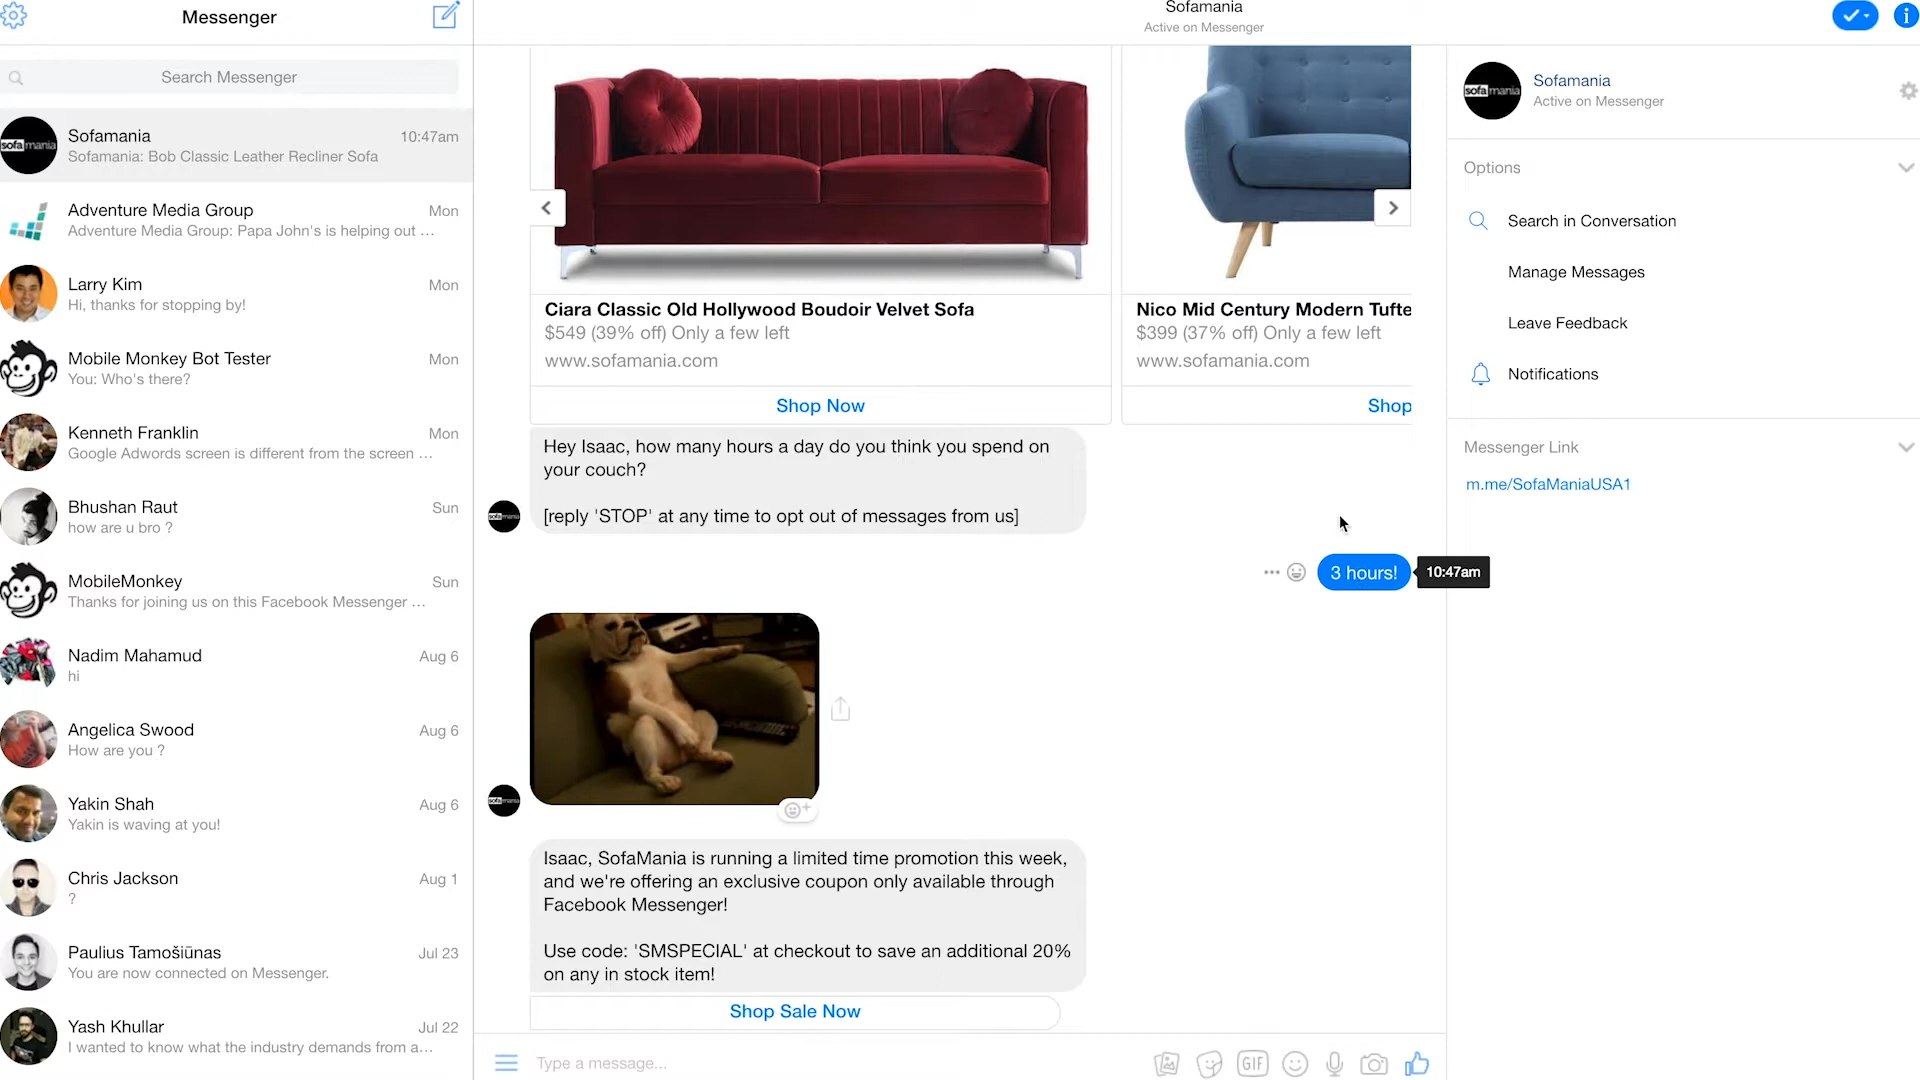 Messenger
Search Messenger
sofamania
Sofamania
10:47am
Sofamania: Bob Classic Leather Recliner Sofa
Adventure Media Group
Mon
Adventure Media Group: Papa John's is helping out ...
Larry Kim
Mon
Hi, thanks for stopping by!
Mobile Monkey Bot Tester
Mon
You: Who's there?
Kenneth Franklin
Mon
Google Adwords screen is different from the screen ...
Bhushan Raut
Sun
how are u bro ?
MobileMonkey
Sun
Thanks for joining us on this Facebook Messenger ...
Nadim Mahamud
Aug 6
hi
Angelica Swood
Aug 6
How are you ?
Yakin Shah
Aug 6
Yakin is waving at you!
Chris Jackson
Aug 1
?
Paulius Tamošiūnas
Jul 23
You are now connected on Messenger.
Yash Khullar
Jul 22
I wanted to know what the industry demands from a...
Sofamania
Active on Messenger
Ciara Classic Old Hollywood Boudoir Velvet Sofa
$549 (39% off) Only a few left
www.sofamania.com
Shop Now
Nico Mid Century Modern Tufte
$399 (37% off) Only a few left
www.sofamania.com
Shop
Hey Isaac, how many hours a day do you think you spend on
your couch?
[reply 'STOP' at any time to opt out of messages from us]
sofamania
3 hours!
10:47am
sofamania
Isaac, SofaMania is running a limited time promotion this week,
and we're offering an exclusive coupon only available through
Facebook Messenger!
Use code: 'SMSPECIAL' at checkout to save an additional 20%
on any in stock item!
Shop Sale Now
Type a message...
GIF
sofamania
Sofamania
Active on Messenger
Options
Search in Conversation
Manage Messages
Leave Feedback
Notifications
Messenger Link
m.me/SofaManiaUSA1